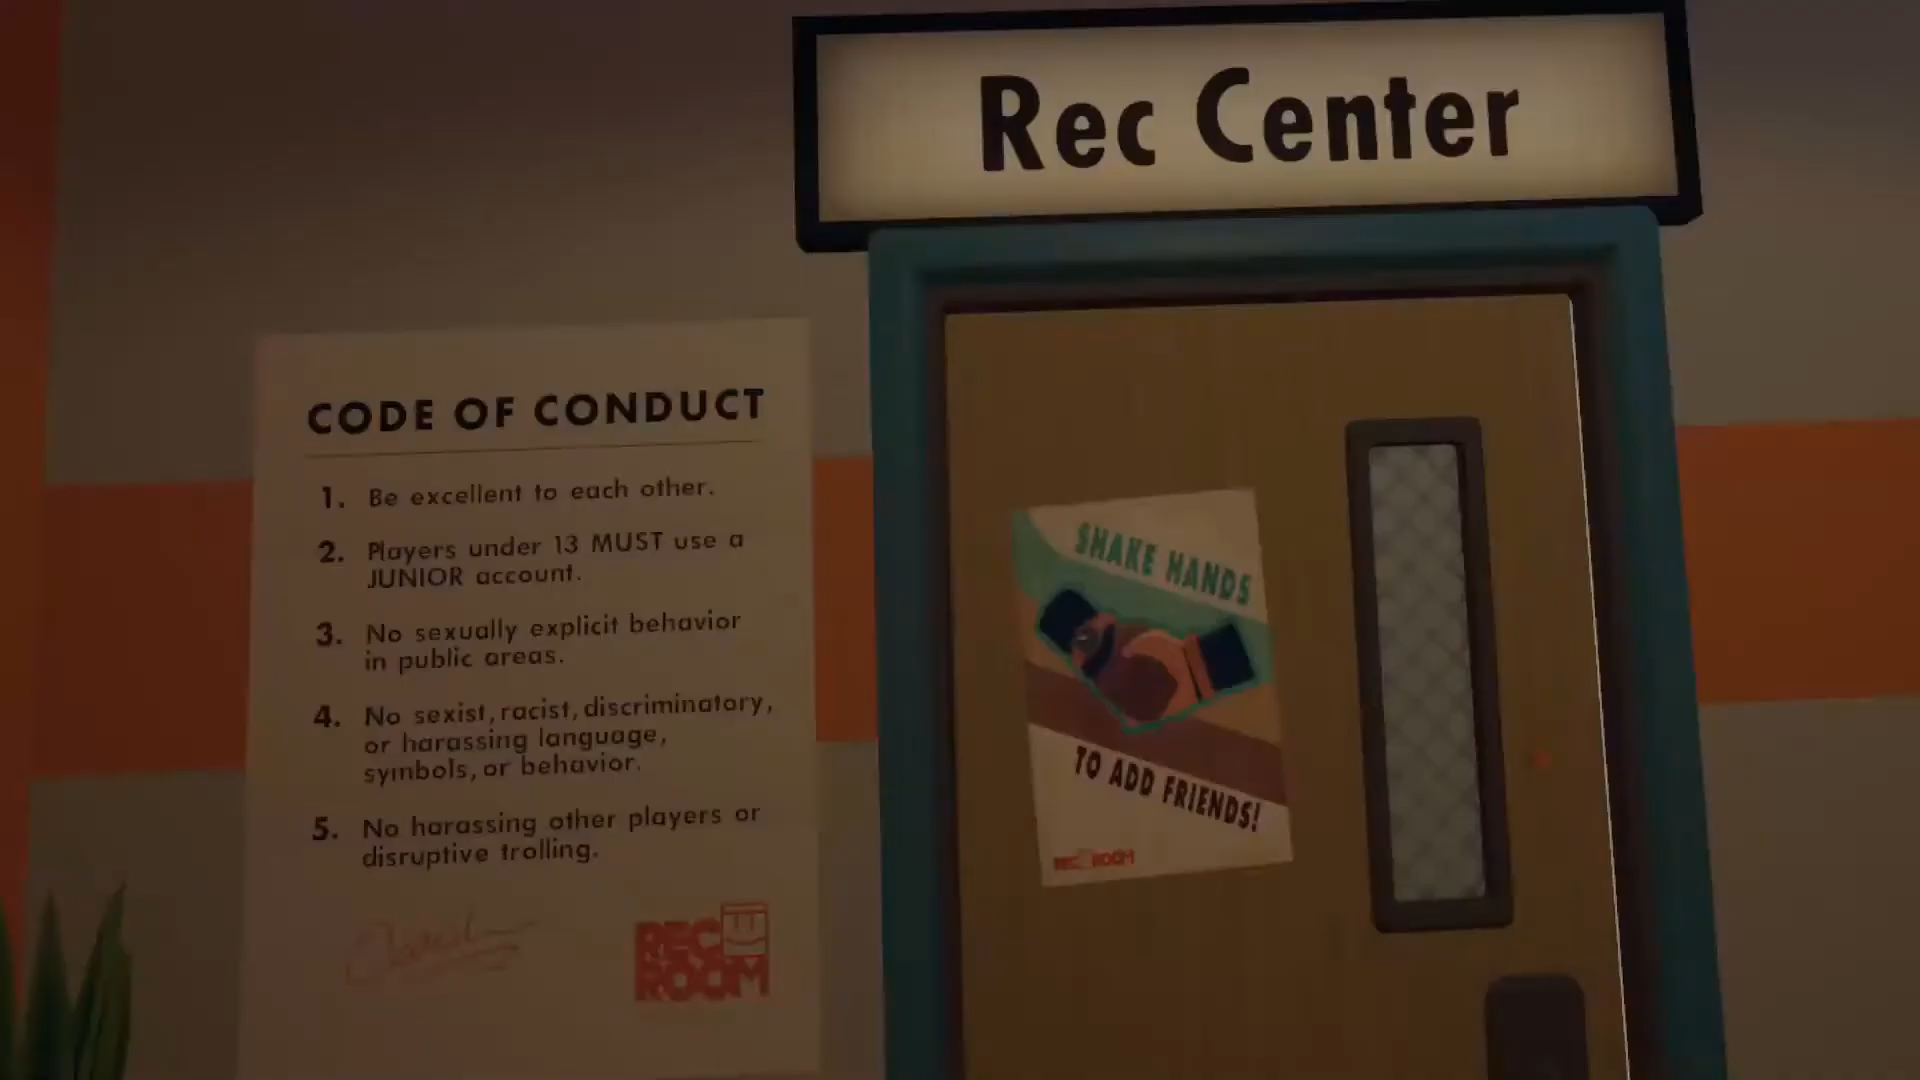 Rec Center
CODE OF CONDUCT
1. Be excellent to each other.
2. Players under 13 MUST use a
JUNIOR account.
3. No sexually explicit behavior
in public areas.
4. No sexist, racist, discriminatory,
or harassing language,
symbols, or behavior.
5. No harassing other players or
disruptive trolling.
REC
ROOM
SHAKE HANDS
TO ADD FRIENDS!
REC ROOM